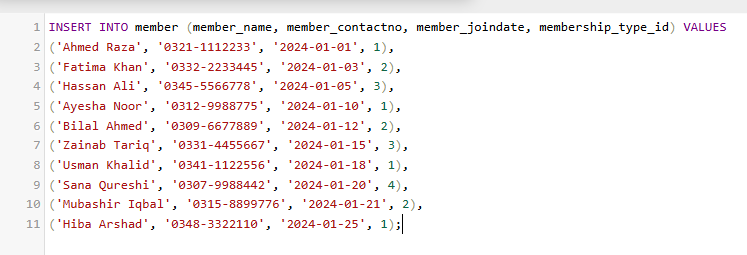 1 INSERT INTO member (member_name, member_contactno, member_joindate, membership_type_id) VALUES
2 ('Ahmed Raza', '0321-1112233', '2024-01-01', 1),
3 ('Fatima Khan', '0332-2233445', '2024-01-03', 2),
4 ('Hassan Ali', '0345-5566778', '2024-01-05', 3),
5 ('Ayesha Noor', '0312-9988775', '2024-01-10', 1),
6 ('Bilal Ahmed', '0309-6677889', '2024-01-12', 2),
7 ('Zainab Tariq', '0331-4455667', '2024-01-15', 3),
8 ('Usman Khalid', '0341-1122556', '2024-01-18', 1),
9 ('Sana Qureshi', '0307-9988442', '2024-01-20', 4),
10 ('Mubashir Iqbal', '0315-8899776', '2024-01-21', 2),
11 ('Hiba Arshad', '0348-3322110', '2024-01-25', 1);